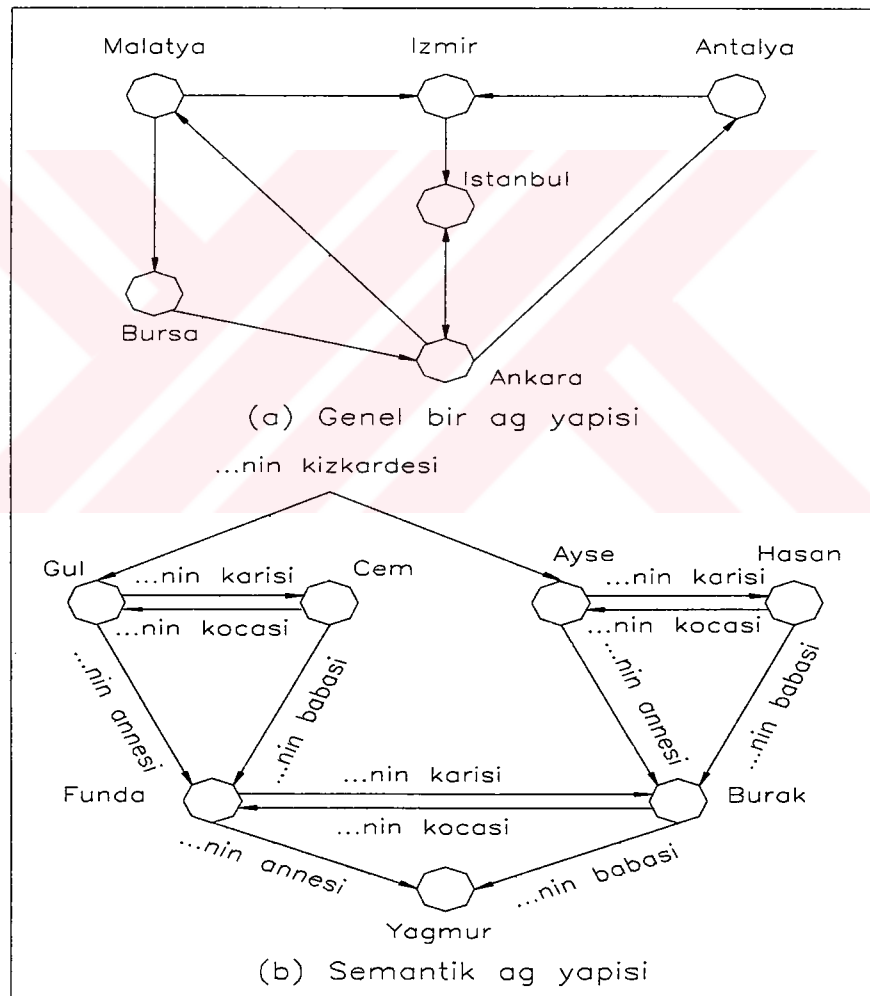 Malatya Izmir Antalya
Istanbul
Bursa
Ankara
(a) Genel bir ag yapisi
...nin kizkardesi
Gul ...nin karisi Cem
...nin kocasi
Ayse ...nin karisi Hasan
...nin kocasi
...nin annesi
...nin babasi
...nin annesi
...nin babasi
Funda ...nin karisi Burak
...nin kocasi
...nin annesi
...nin babasi
Yagmur
(b) Semantik ag yapisi